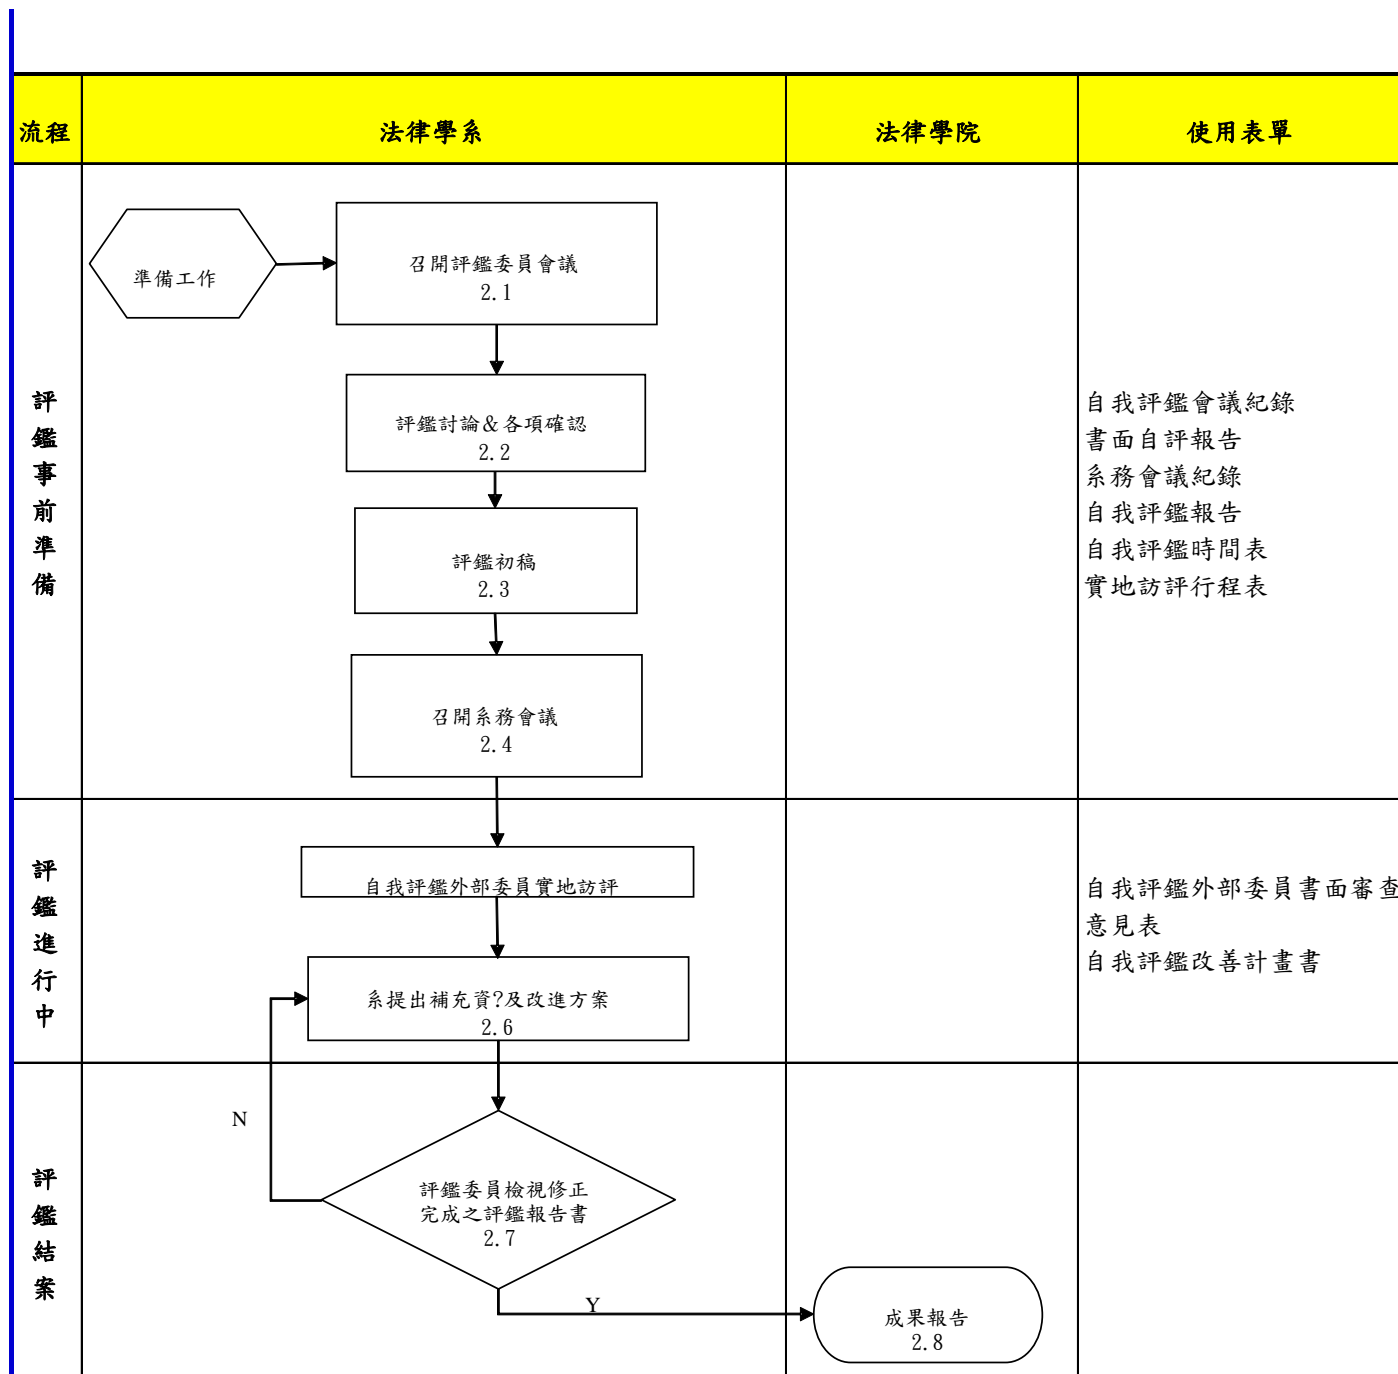 流程
法律學系
法律學院
使用表單
評鑑事前準備
準備工作
召開評鑑委員會議
2.1
評鑑討論&各項確認
2.2
評鑑初稿
2.3
召開系務會議
2.4
自我評鑑會議紀錄
書面自評報告
系務會議紀錄
自我評鑑報告
自我評鑑時間表
實地訪評行程表
評鑑進行中
自我評鑑外部委員實地訪評
系提出補充資?及改進方案
2.6
自我評鑑外部委員書面審查
意見表
自我評鑑改善計畫書
評鑑結案
N
評鑑委員檢視修正
完成之評鑑報告書
2.7
Y
成果報告
2.8